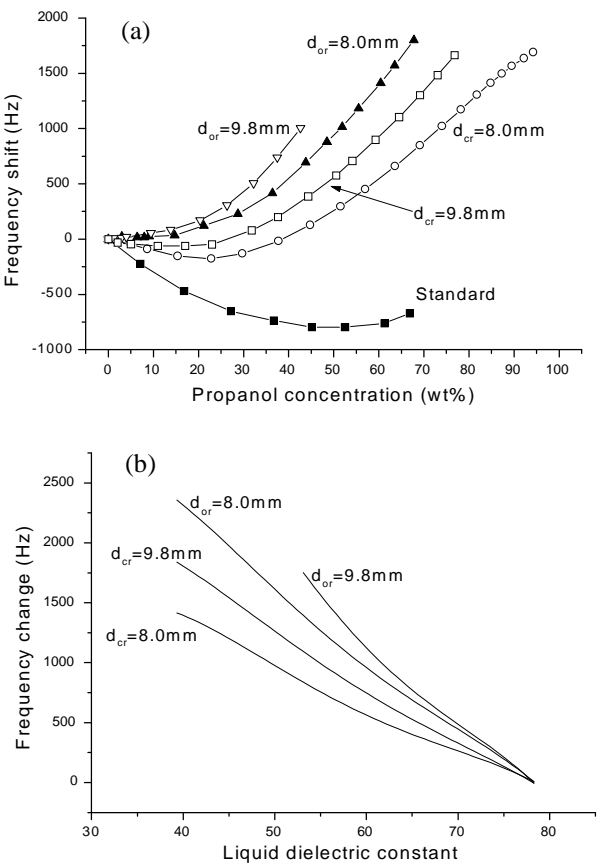 (a)
2000
1500
1000
500
0
-500
-1000
Frequency shift (Hz)
d_or=8.0mm
d_or=9.8mm
d_cr=8.0mm
d_cr=9.8mm
Standard
0 10 20 30 40 50 60 70 80 90 100
Propanol concentration (wt%)
(b)
2500
2000
1500
1000
500
0
Frequency change (Hz)
d_or=8.0mm
d_cr=9.8mm
d_or=9.8mm
d_cr=8.0mm
30 40 50 60 70 80
Liquid dielectric constant